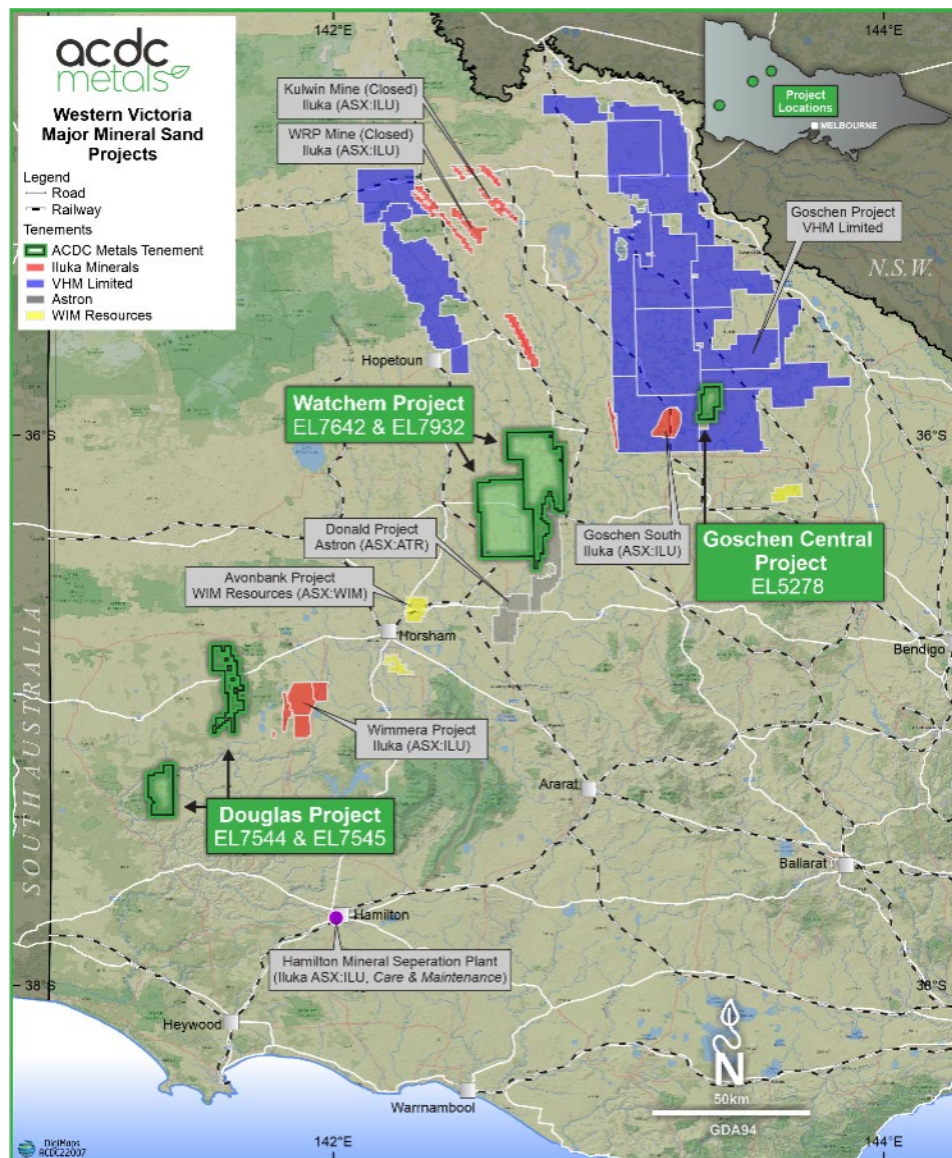 acdc
metals
Western Victoria
Major Mineral Sand
Projects
Legend
Road
Railway
Tenements
ACDC Metals Tenement
Iluka Minerals
VHM Limited
Astron
WIM Resources
142°E
144°E
Project
Locations
MELBOURNE
Kulwin Mine (Closed)
Iluka (ASX:ILU)
WRP Mine (Closed)
Iluka (ASX:ILU)
Goschen Project
VHM Limited
N.S.W.
Hopetoun
Watchem Project
EL7642 & EL7932
36°S
36°S
Donald Project
Astron (ASX:ATR)
Goschen South
Iluka (ASX:ILU)
Goschen Central
Project
EL5278
Avonbank Project
WIM Resources (ASX:WIM)
Horsham
Bendigo
SOUTH AUSTRALIA
Wimmera Project
Iluka (ASX:ILU)
Ararat
Douglas Project
EL7544 & EL7545
Ballarat
Hamilton
Hamilton Mineral Seperation Plant
(Iluka ASX:ILU, Care & Maintenance)
38°S
38°S
Heywood
Warrnambool
N
50km
GDA94
142°E
144°E
DigiMaps
ACDC22007